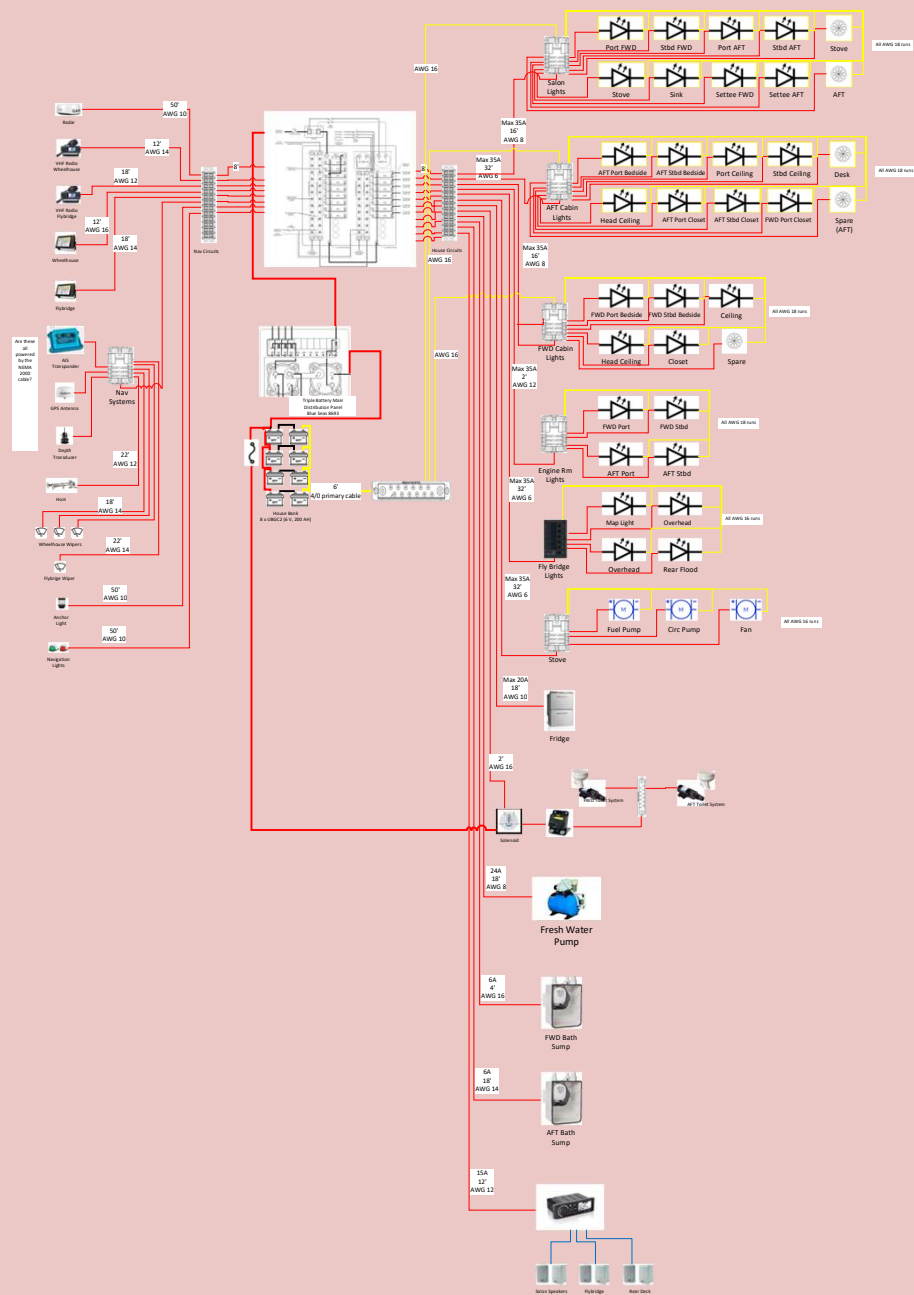 50'
AWG 10
Radar
12'
AWG 14
VHF Radio
Wheelhouse
18'
AWG 12
VHF Radio
Flybridge
12'
AWG 16
Wheelhouse
18'
AWG 14
Flybridge
8'
Nav Circuits
8'
House Circuits
AWG 16
AWG 16
AWG 16
Are these
all
powered
by the
NEMA
2000
cable?
AIS
Transponder
GPS Antenna
Depth
Transducer
Horn
Nav
Systems
22'
AWG 12
18'
AWG 14
Wheelhouse Wipers
22'
AWG 14
Flybrige Wiper
50'
AWG 10
Anchor
Light
50'
AWG 10
Navigation
Lights
Triple Battery Main
Distribution Panel
Blue Seas 8693
6'
4/0 primary cable
House Bank
8 x UBGC2 (6 V, 200 AH)
Max 35A
16'
AWG 8
Max 35A
32'
AWG 6
Max 35A
16'
AWG 8
Max 35A
2'
AWG 12
Max 35A
32'
AWG 6
Max 35A
32'
AWG 6
Max 20A
18'
AWG 10
2'
AWG 16
24A
18'
AWG 8
6A
4'
AWG 16
6A
18'
AWG 14
15A
12'
AWG 12
Salon
Lights
Port FWD
Stbd FWD
Port AFT
Stbd AFT
Stove
Stove
Sink
Settee FWD
Settee AFT
AFT
All AWG 18 runs
AFT Cabin
Lights
AFT Port Bedside
AFT Stbd Bedside
Port Ceiling
Stbd Ceiling
Desk
Head Ceiling
AFT Port Closet
AFT Stbd Closet
FWD Port Closet
Spare
(AFT)
All AWG 18 runs
FWD Cabin
Lights
FWD Port Bedside
FWD Stbd Bedside
Ceiling
Head Ceiling
Closet
Spare
All AWG 18 runs
Engine Rm
Lights
FWD Port
FWD Stbd
AFT Port
AFT Stbd
All AWG 18 runs
Fly Bridge
Lights
Map Light
Overhead
Overhead
Rear Flood
All AWG 16 runs
Stove
M
M
M
Fuel Pump
Circ Pump
Fan
All AWG 16 runs
Fridge
Solenoid
Toilet System
AFT Toilet System
Fresh Water
Pump
FWD Bath
Sump
AFT Bath
Sump
Salon Speakers
Flybridge
Rear Deck